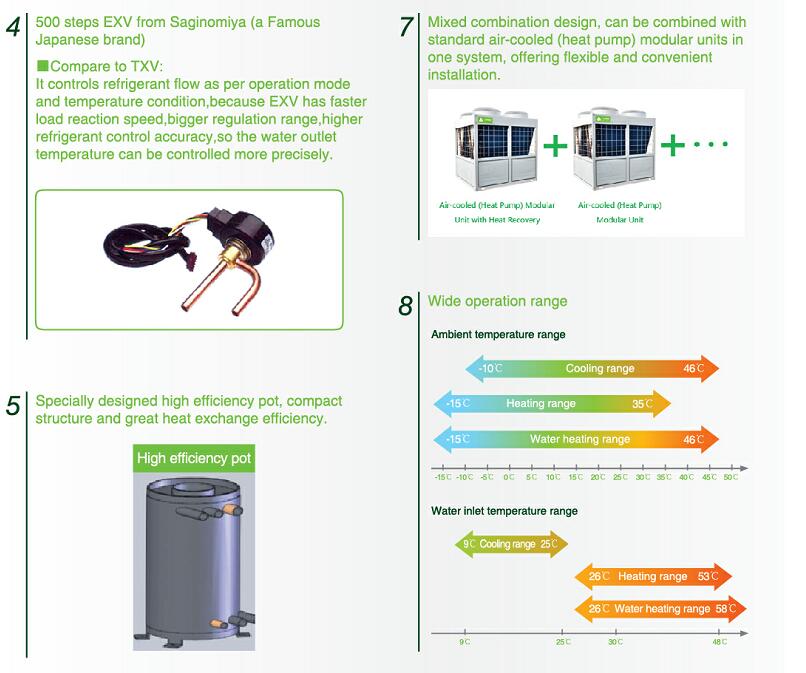 4
500 steps EXV from Saginomiya (a Famous
Japanese brand)
■Compare to TXV:
It controls refrigerant flow as per operation mode
and temperature condition,because EXV has faster
load reaction speed,bigger regulation range,higher
refrigerant control accuracy,so the water outlet
temperature can be controlled more precisely.
5
Specially designed high efficiency pot, compact
structure and great heat exchange efficiency.
High efficiency pot
7
Mixed combination design, can be combined with
standard air-cooled (heat pump) modular units in
one system, offering flexible and convenient
installation.
+ + ···
Air-cooled (Heat Pump) Modular
Unit with Heat Recovery
Air-cooled (Heat Pump)
Modular Unit
8
Wide operation range
Ambient temperature range
-10℃ Cooling range 46℃
-15℃ Heating range 35℃
-15℃ Water heating range 46℃
-15℃ -10℃ -5℃ 0℃ 5℃ 10℃ 15℃ 20℃ 25℃ 30℃ 35℃ 40℃ 45℃ 50℃
Water inlet temperature range
9℃ Cooling range 25℃
26℃ Heating range 53℃
26℃ Water heating range 58℃
9℃ 25℃ 30℃ 48℃